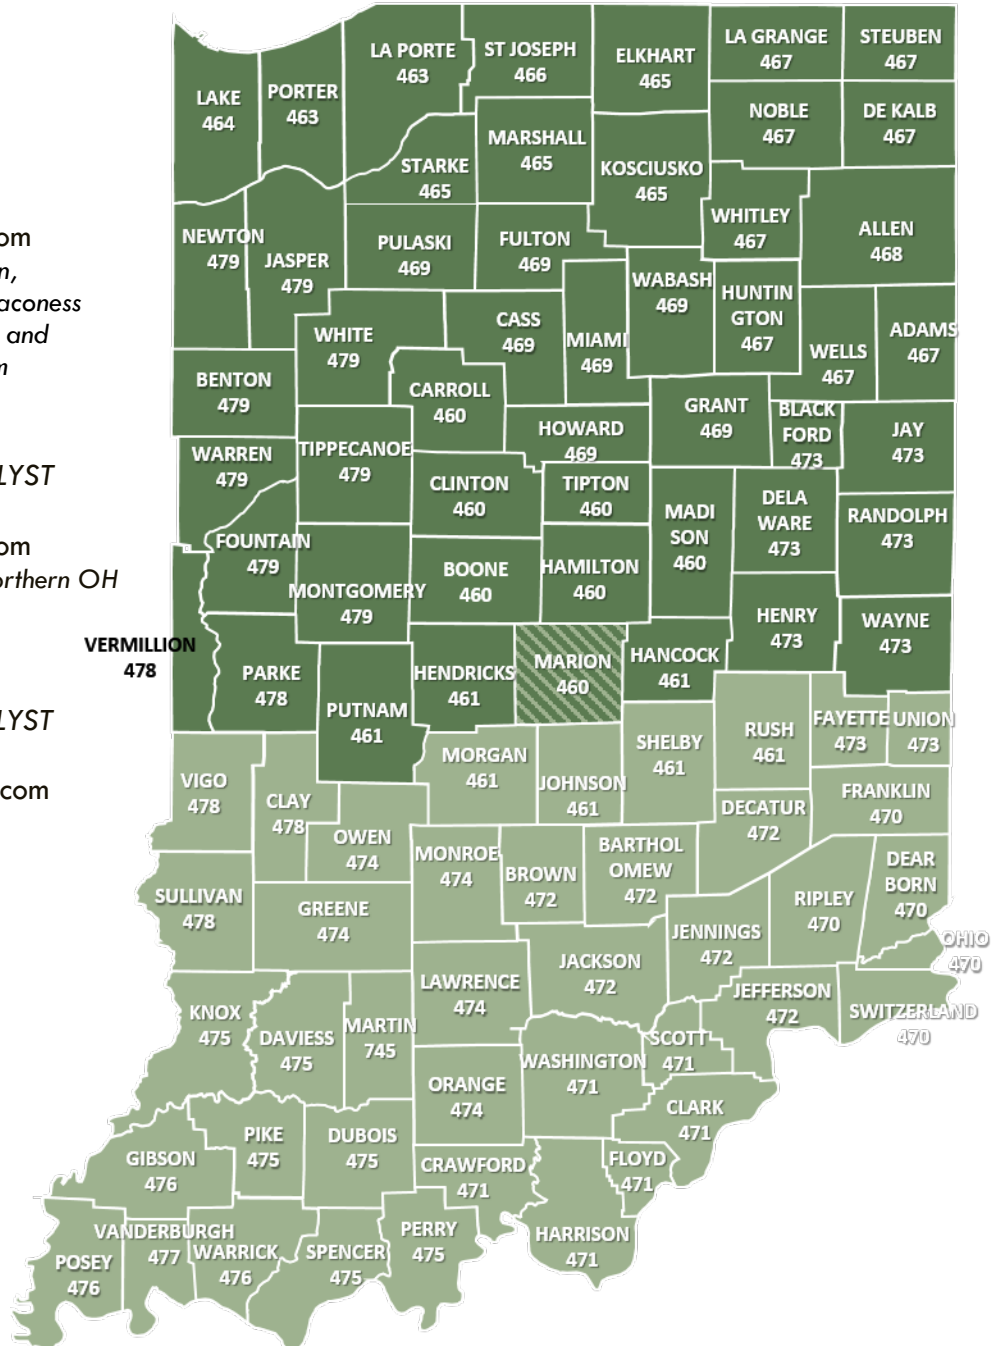 om
n,
aconess
and
m
LYST
om
orthern OH
LYST
com
LA PORTE
463
ST JOSEPH
466
ELKHART
465
LA GRANGE
467
STEUBEN
467
LAKE
464
PORTER
463
NOBLE
467
DE KALB
467
MARSHALL
465
STARKE
465
KOSCIUSKO
465
WHITLEY
467
ALLEN
468
NEWTON
479
JASPER
479
PULASKI
469
FULTON
469
WABASH
469
HUNTIN
GTON
467
WHITE
479
CASS
469
MIAMI
469
WELLS
467
ADAMS
467
BENTON
479
CARROLL
460
GRANT
469
BLACK
FORD
473
JAY
473
WARREN
479
TIPPECANOE
479
HOWARD
469
CLINTON
460
TIPTON
460
MADI
SON
460
DELA
WARE
473
RANDOLPH
473
FOUNTAIN
479
MONTGOMERY
479
BOONE
460
HAMILTON
460
HENRY
473
WAYNE
473
VERMILLION
478
PARKE
478
PUTNAM
461
HENDRICKS
461
MARION
460
HANCOCK
461
VIGO
478
CLAY
478
MORGAN
461
JOHNSON
461
SHELBY
461
RUSH
461
FAYETTE
473
UNION
473
OWEN
474
DECATUR
472
FRANKLIN
470
MONROE
474
BROWN
472
BARTHOL
OMEW
472
DEAR
BORN
470
SULLIVAN
478
GREENE
474
JENNINGS
472
RIPLEY
470
OHIO
470
LAWRENCE
474
JACKSON
472
JEFFERSON
472
SWITZERLAND
470
KNOX
475
DAVIESS
475
MARTIN
745
WASHINGTON
471
SCOTT
471
ORANGE
474
CLARK
471
GIBSON
476
PIKE
475
DUBOIS
475
CRAWFORD
471
FLOYD
471
HARRISON
471
POSEY
476
VANDERBURGH
477
WARRICK
476
SPENCER
475
PERRY
475